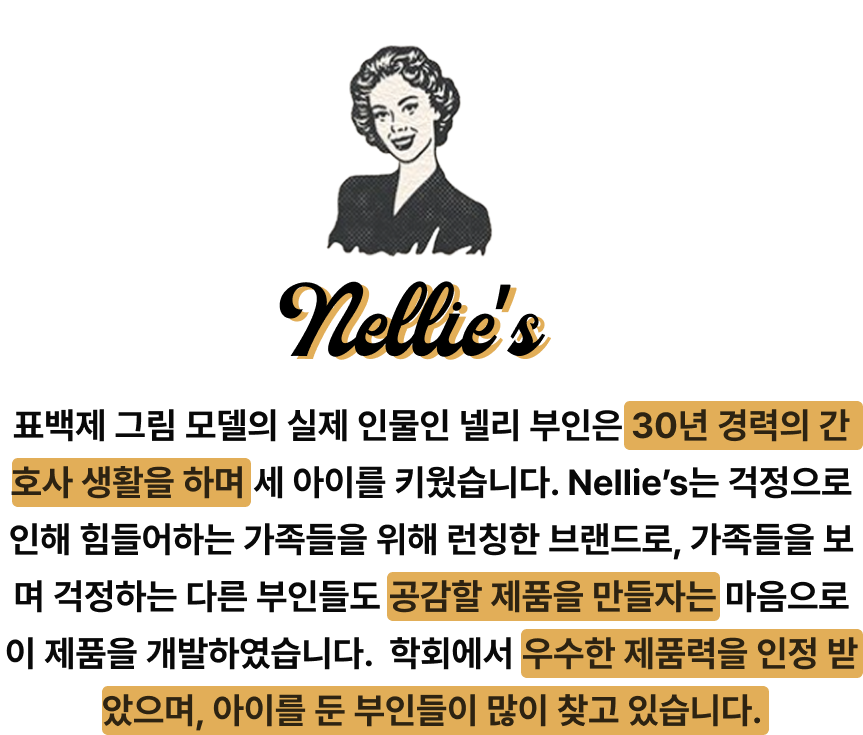 Nellie's
표백제 그림 모델의 실제 인물인 넬리 부인은 30년 경력의 간
호사 생활을 하며 세 아이를 키웠습니다. Nellie’s는 걱정으로
인해 힘들어하는 가족들을 위해 런칭한 브랜드로, 가족들을 보
며 걱정하는 다른 부인들도 공감할 제품을 만들자는 마음으로
이 제품을 개발하였습니다. 학회에서 우수한 제품력을 인정 받
았으며, 아이를 둔 부인들이 많이 찾고 있습니다.